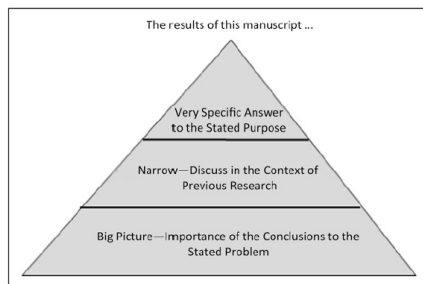 The results of this manuscript ...
Very Specific Answer
to the Stated Purpose
Narrow—Discuss in the Context of
Previous Research
Big Picture—Importance of the Conclusions to the
Stated Problem